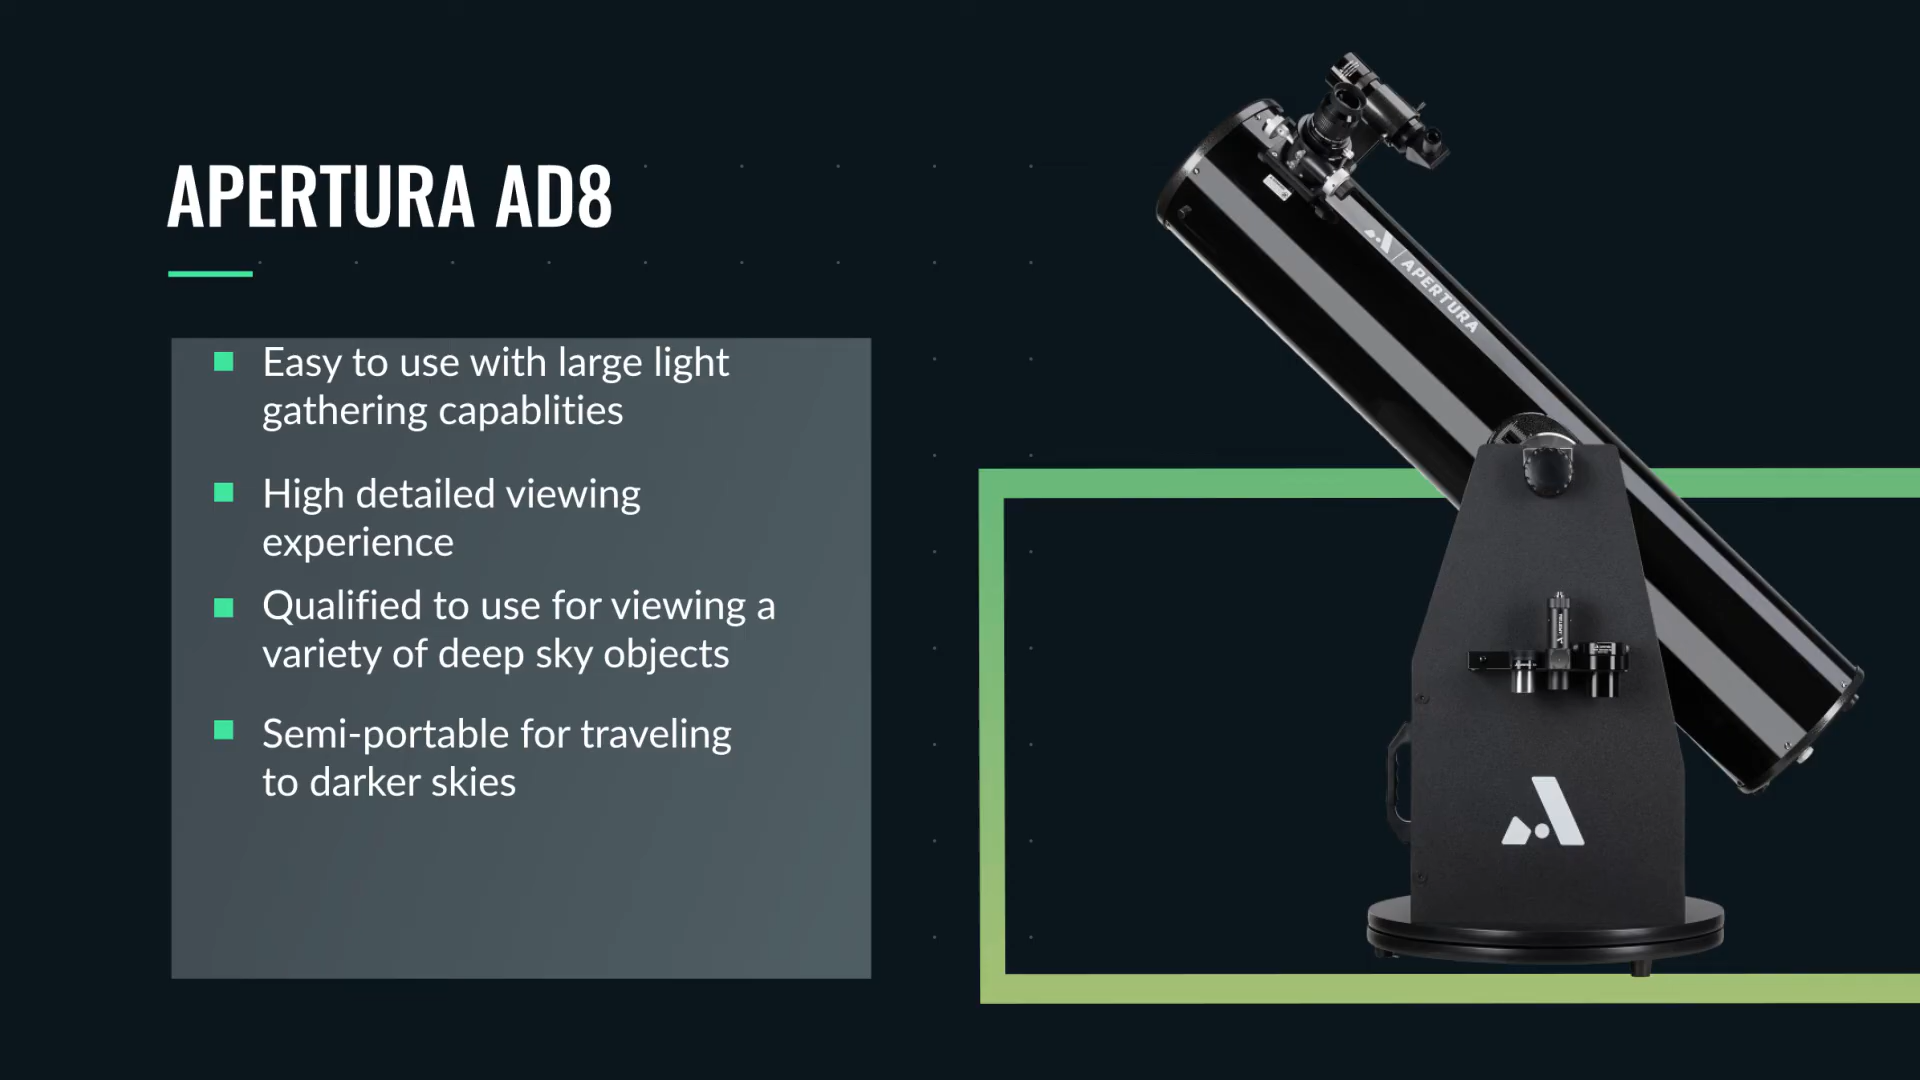 APERTURA AD8
Easy to use with large light
gathering capablities
High detailed viewing
experience
Qualified to use for viewing a
variety of deep sky objects
Semi-portable for traveling
to darker skies
APERTURA